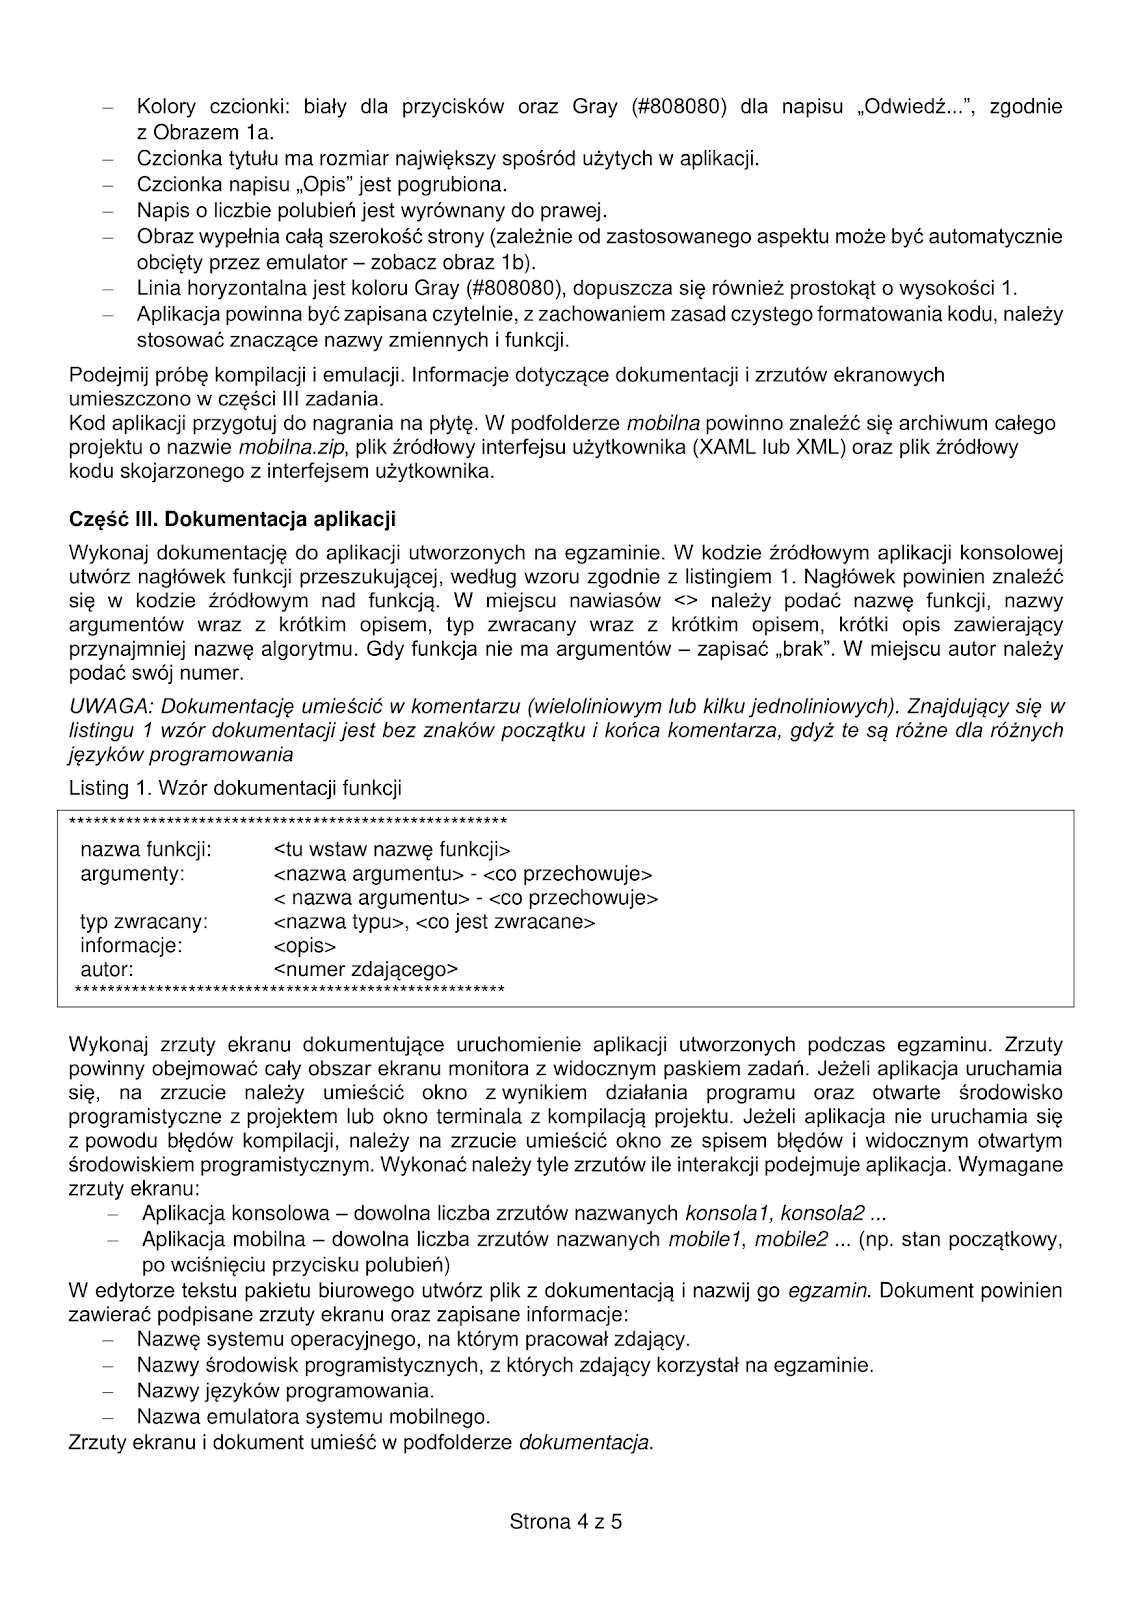 – Kolory czcionki: biały dla przycisków oraz Gray (#808080) dla napisu „Odwiedź...”, zgodnie
z Obrazem 1a.
– Czcionka tytułu ma rozmiar największy spośród użytych w aplikacji.
– Czcionka napisu „Opis” jest pogrubiona.
– Napis o liczbie polubień jest wyrównany do prawej.
– Obraz wypełnia całą szerokość strony (zależnie od zastosowanego aspektu może być automatycznie
obcięty przez emulator – zobacz obraz 1b).
– Linia horyzontalna jest koloru Gray (#808080), dopuszcza się również prostokąt o wysokości 1.
– Aplikacja powinna być zapisana czytelnie, z zachowaniem zasad czystego formatowania kodu, należy
stosować znaczące nazwy zmiennych i funkcji.
Podejmij próbę kompilacji i emulacji. Informacje dotyczące dokumentacji i zrzutów ekranowych
umieszczono w części III zadania.
Kod aplikacji przygotuj do nagrania na płytę. W podfolderze mobilna powinno znaleźć się archiwum całego
projektu o nazwie mobilna.zip, plik źródłowy interfejsu użytkownika (XAML lub XML) oraz plik źródłowy
kodu skojarzonego z interfejsem użytkownika.
Część III. Dokumentacja aplikacji
Wykonaj dokumentację do aplikacji utworzonych na egzaminie. W kodzie źródłowym aplikacji konsolowej
utwórz nagłówek funkcji przeszukującej, według wzoru zgodnie z listingiem 1. Nagłówek powinien znaleźć
się w kodzie źródłowym nad funkcją. W miejscu nawiasów <> należy podać nazwę funkcji, nazwy
argumentów wraz z krótkim opisem, typ zwracany wraz z krótkim opisem, krótki opis zawierający
przynajmniej nazwę algorytmu. Gdy funkcja nie ma argumentów – zapisać „brak”. W miejscu autor należy
podać swój numer.
UWAGA: Dokumentację umieścić w komentarzu (wieloliniowym lub kilku jednoliniowych). Znajdujący się w
listingu 1 wzór dokumentacji jest bez znaków początku i końca komentarza, gdyż te są różne dla różnych
języków programowania
Listing 1. Wzór dokumentacji funkcji
******************************************************
nazwa funkcji: <tu wstaw nazwę funkcji>
argumenty: <nazwa argumentu> - <co przechowuje>
< nazwa argumentu> - <co przechowuje>
typ zwracany: <nazwa typu>, <co jest zwracane>
informacje: <opis>
autor: <numer zdającego>
*****************************************************
Wykonaj zrzuty ekranu dokumentujące uruchomienie aplikacji utworzonych podczas egzaminu. Zrzuty
powinny obejmować cały obszar ekranu monitora z widocznym paskiem zadań. Jeżeli aplikacja uruchamia
się, na zrzucie należy umieścić okno z wynikiem działania programu oraz otwarte środowisko
programistyczne z projektem lub okno terminala z kompilacją projektu. Jeżeli aplikacja nie uruchamia się
z powodu błędów kompilacji, należy na zrzucie umieścić okno ze spisem błędów i widocznym otwartym
środowiskiem programistycznym. Wykonać należy tyle zrzutów ile interakcji podejmuje aplikacja. Wymagane
zrzuty ekranu:
– Aplikacja konsolowa – dowolna liczba zrzutów nazwanych konsola1, konsola2 ...
– Aplikacja mobilna – dowolna liczba zrzutów nazwanych mobile1, mobile2 ... (np. stan początkowy,
po wciśnięciu przycisku polubień)
W edytorze tekstu pakietu biurowego utwórz plik z dokumentacją i nazwij go egzamin. Dokument powinien
zawierać podpisane zrzuty ekranu oraz zapisane informacje:
– Nazwę systemu operacyjnego, na którym pracował zdający.
– Nazwy środowisk programistycznych, z których zdający korzystał na egzaminie.
– Nazwy języków programowania.
– Nazwa emulatora systemu mobilnego.
Zrzuty ekranu i dokument umieść w podfolderze dokumentacja.
Strona 4 z 5